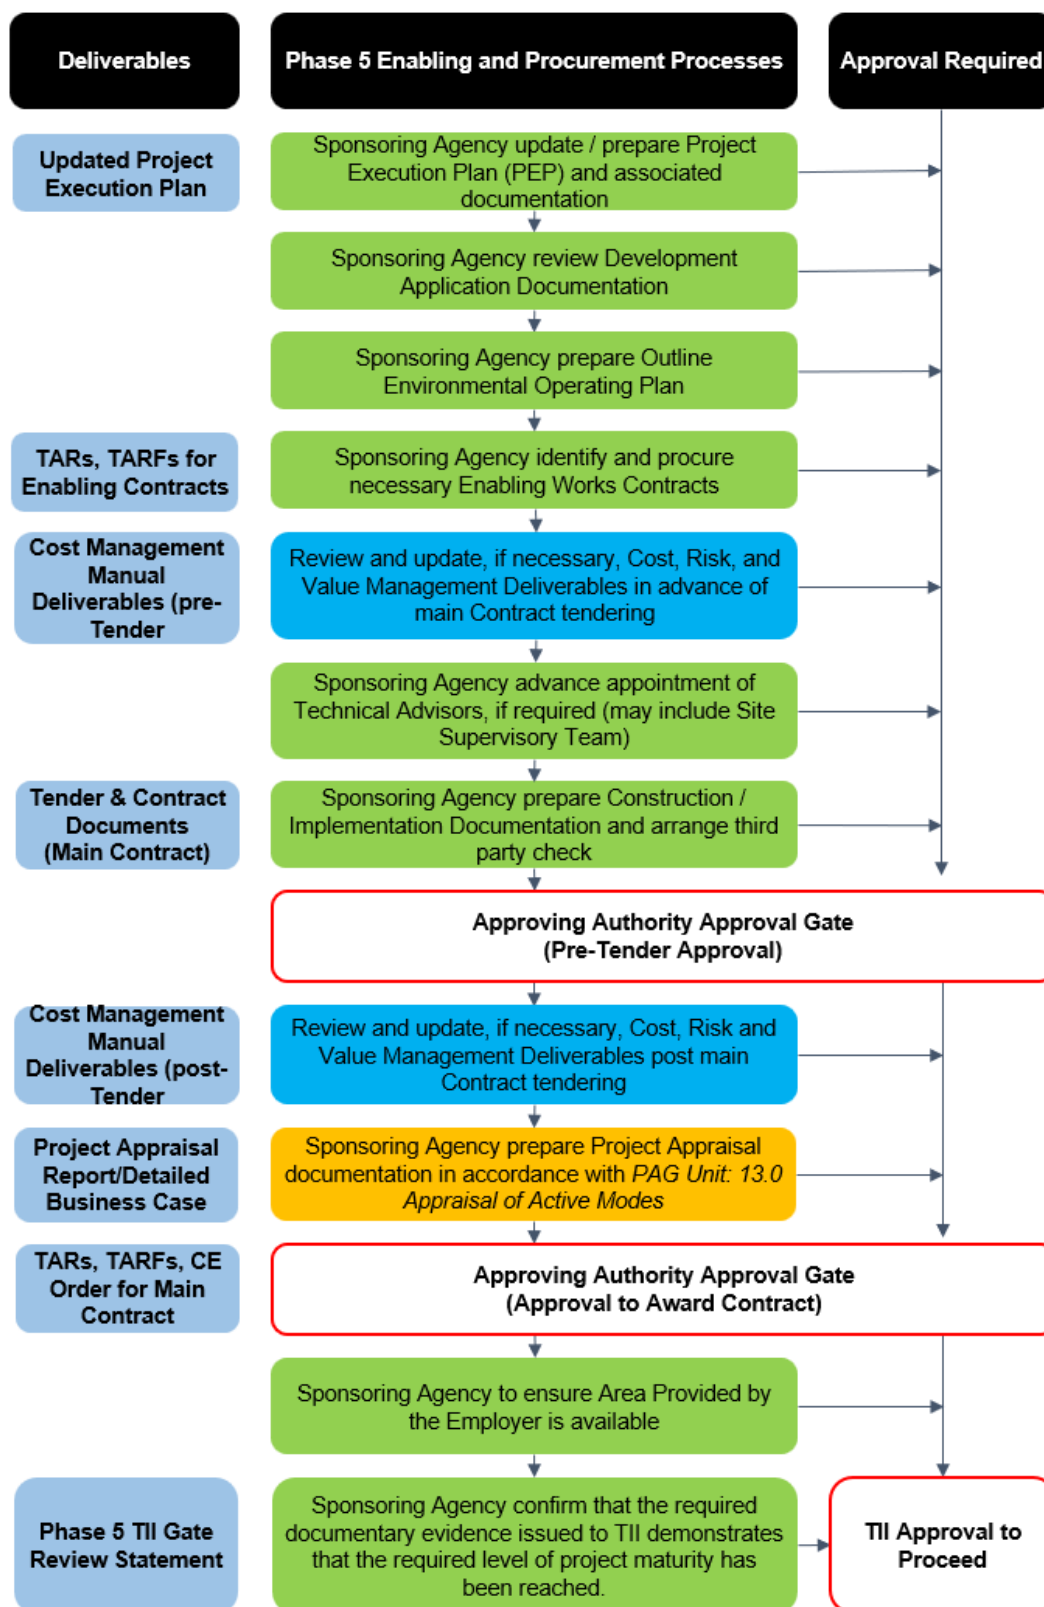 Deliverables
Phase 5 Enabling and Procurement Processes
Approval Required
Updated Project
Execution Plan
Sponsoring Agency update / prepare Project
Execution Plan (PEP) and associated
documentation
Sponsoring Agency review Development
Application Documentation
Sponsoring Agency prepare Outline
Environmental Operating Plan
TARs, TARFs for
Enabling Contracts
Sponsoring Agency identify and procure
necessary Enabling Works Contracts
Cost Management
Manual
Deliverables (pre-
Tender
Review and update, if necessary, Cost, Risk, and
Value Management Deliverables in advance of
main Contract tendering
Sponsoring Agency advance appointment of
Technical Advisors, if required (may include Site
Supervisory Team)
Tender & Contract
Documents
(Main Contract)
Sponsoring Agency prepare Construction /
Implementation Documentation and arrange third
party check
Approving Authority Approval Gate
(Pre-Tender Approval)
Cost Management
Manual
Deliverables (post-
Tender
Review and update, if necessary, Cost, Risk and
Value Management Deliverables post main
Contract tendering
Project Appraisal
Report/Detailed
Business Case
Sponsoring Agency prepare Project Appraisal
documentation in accordance with PAG Unit: 13.0
Appraisal of Active Modes
TARs, TARFs, CE
Order for Main
Contract
Approving Authority Approval Gate
(Approval to Award Contract)
Sponsoring Agency to ensure Area Provided by
the Employer is available
Phase 5 TII Gate
Review Statement
Sponsoring Agency confirm that the required
documentary evidence issued to TII demonstrates
that the required level of project maturity has
been reached.
TII Approval to
Proceed